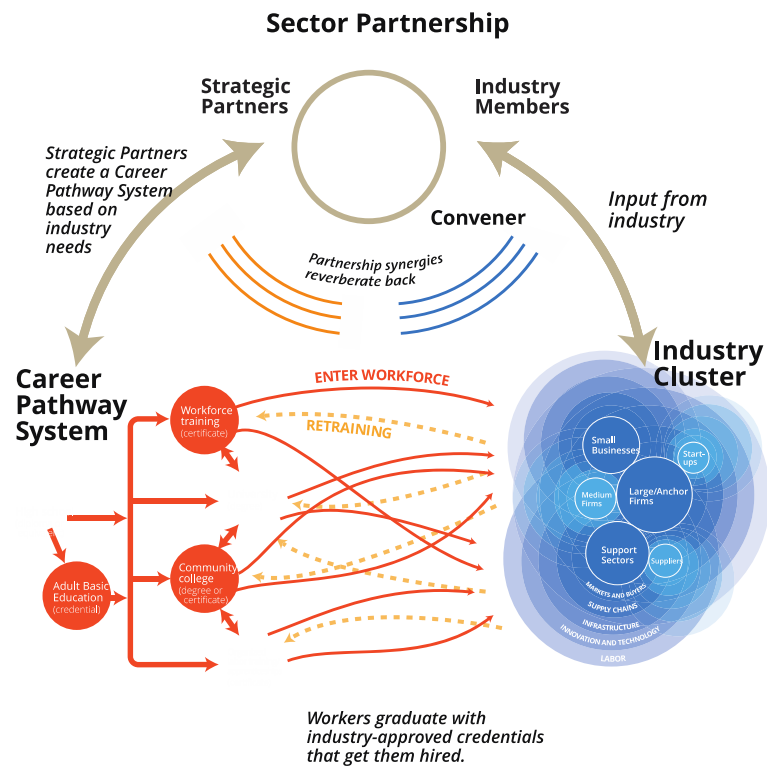 Sector Partnership
Strategic
Partners
Industry
Members
Strategic Partners
create a Career
Pathway System
based on
industry
needs
Input from
industry
Convener
Partnership synergies
reverberate back
Career
Pathway
System
Industry
Cluster
ENTER WORKFORCE
RETRAINING
Workforce
training
(certificate)
Community
college
(degree or
certificate)
Adult Basic
Education
(credential)
Small
Businesses
Start-
ups
Medium
Firms
Large/Anchor
Firms
Support
Sectors
Suppliers
MARKETS AND BUYERS
SUPPLY CHAINS
INFRASTRUCTURE
INNOVATION AND TECHNOLOGY
LABOR
Workers graduate with
industry-approved credentials
that get them hired.